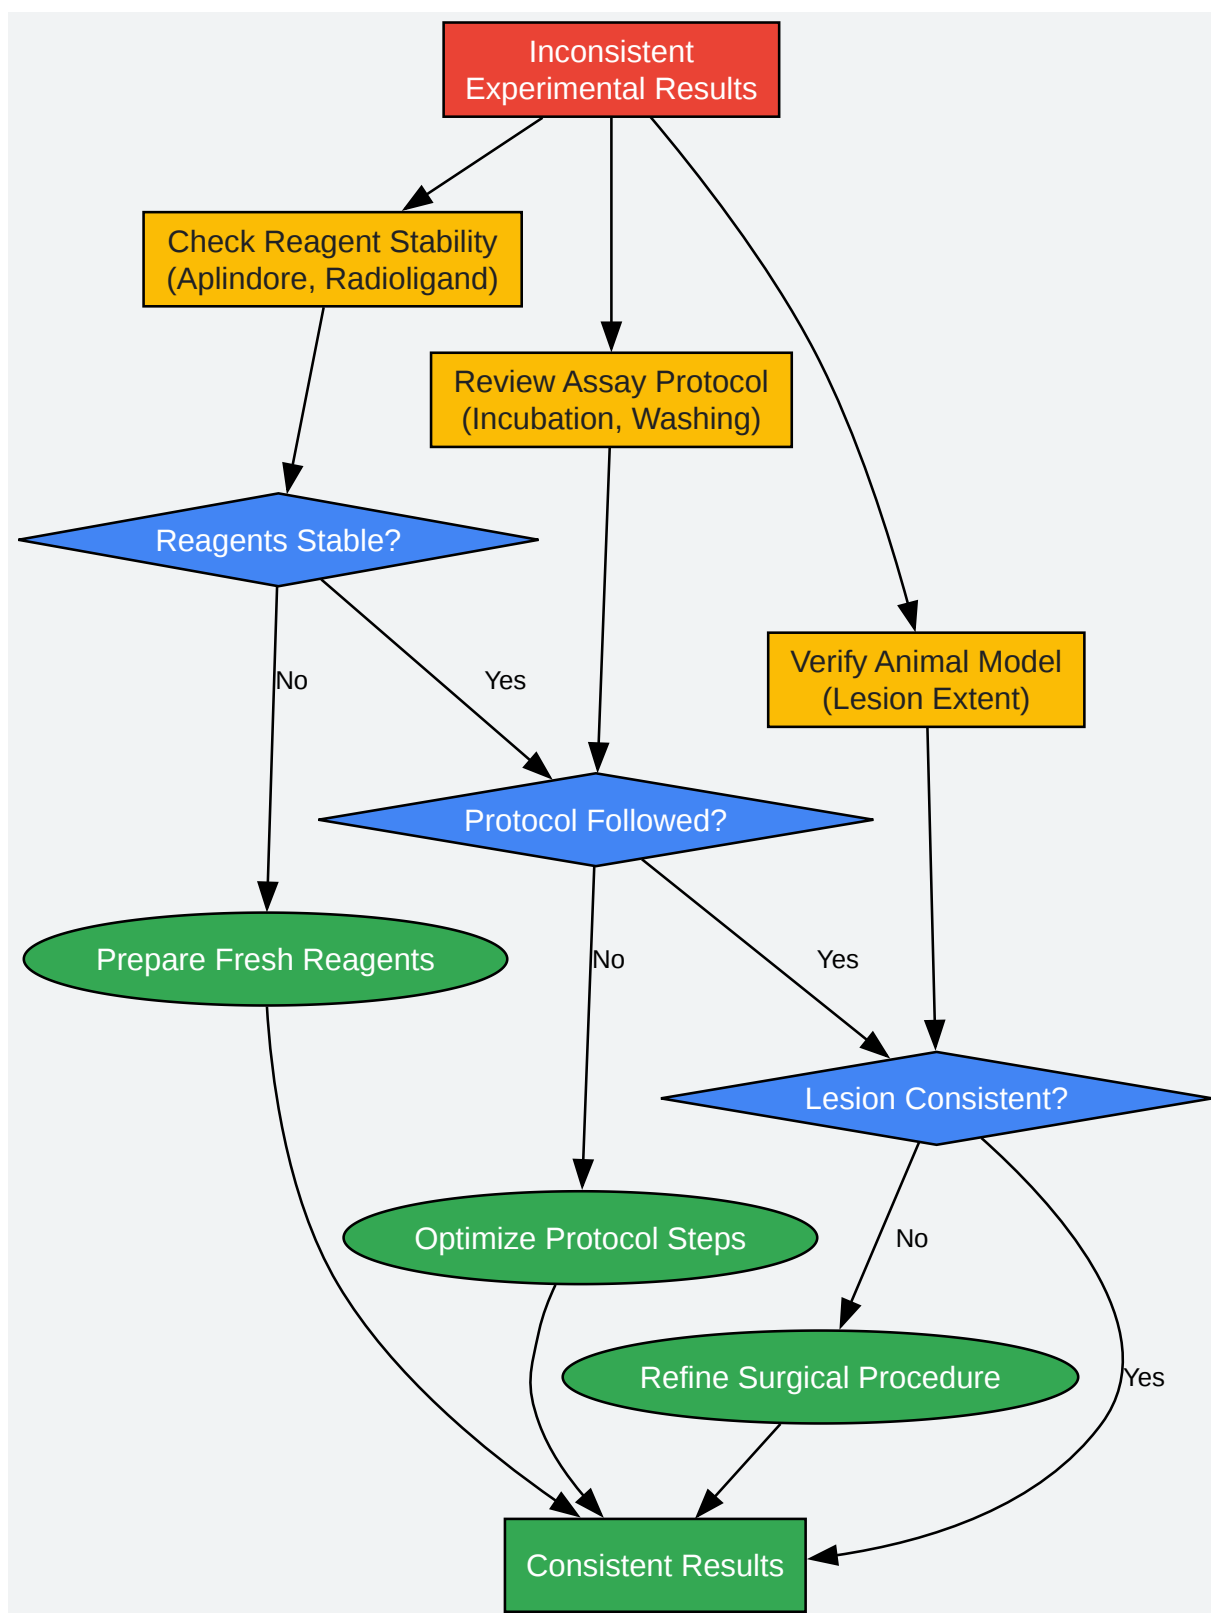 Inconsistent
Experimental Results
Check Reagent Stability
(Aplindore, Radioligand)
Review Assay Protocol
(Incubation, Washing)
Reagents Stable?
Verify Animal Model
(Lesion Extent)
No
Yes
Protocol Followed?
Prepare Fresh Reagents
No
Yes
Lesion Consistent?
Optimize Protocol Steps
No
Refine Surgical Procedure
Yes
Consistent Results